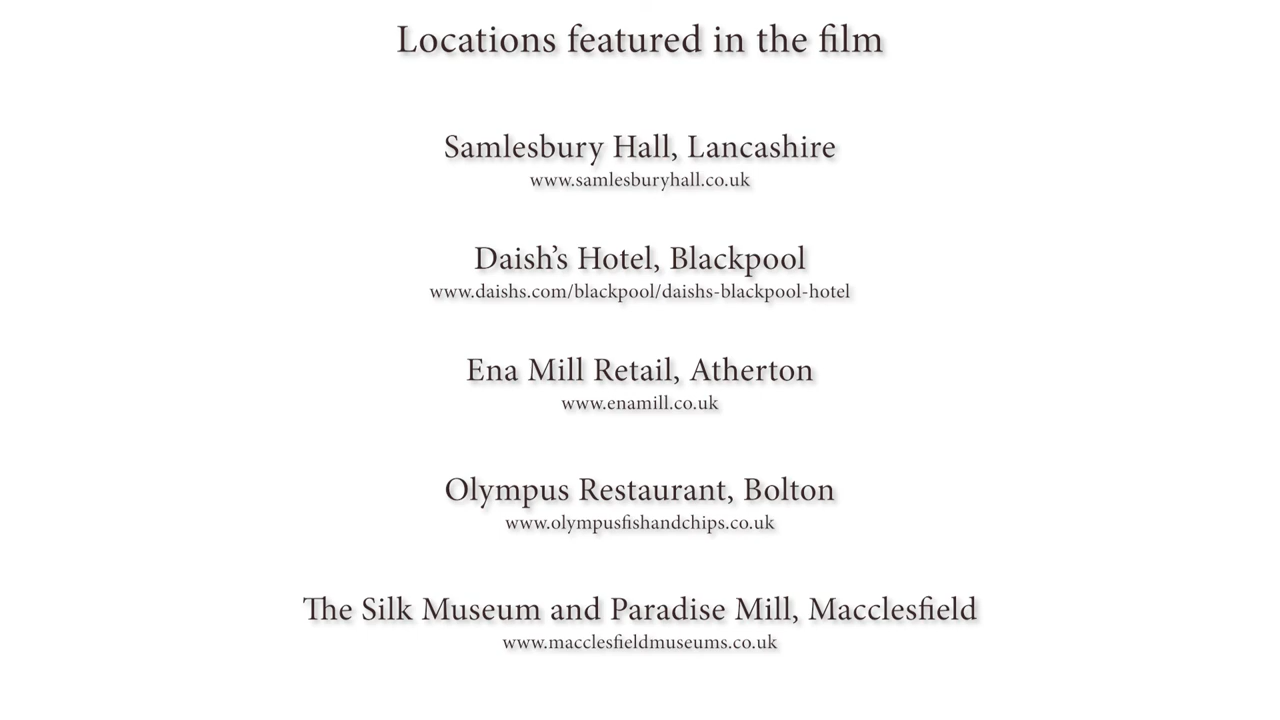 Locations featured in the film
Samlesbury Hall, Lancashire
www.samlesburyhall.co.uk
Daish’s Hotel, Blackpool
www.daishs.com/blackpool/daishs-blackpool-hotel
Ena Mill Retail, Atherton
www.enamill.co.uk
Olympus Restaurant, Bolton
www.olympusfishandchips.co.uk
The Silk Museum and Paradise Mill, Macclesfield
www.macclesfieldmuseums.co.uk